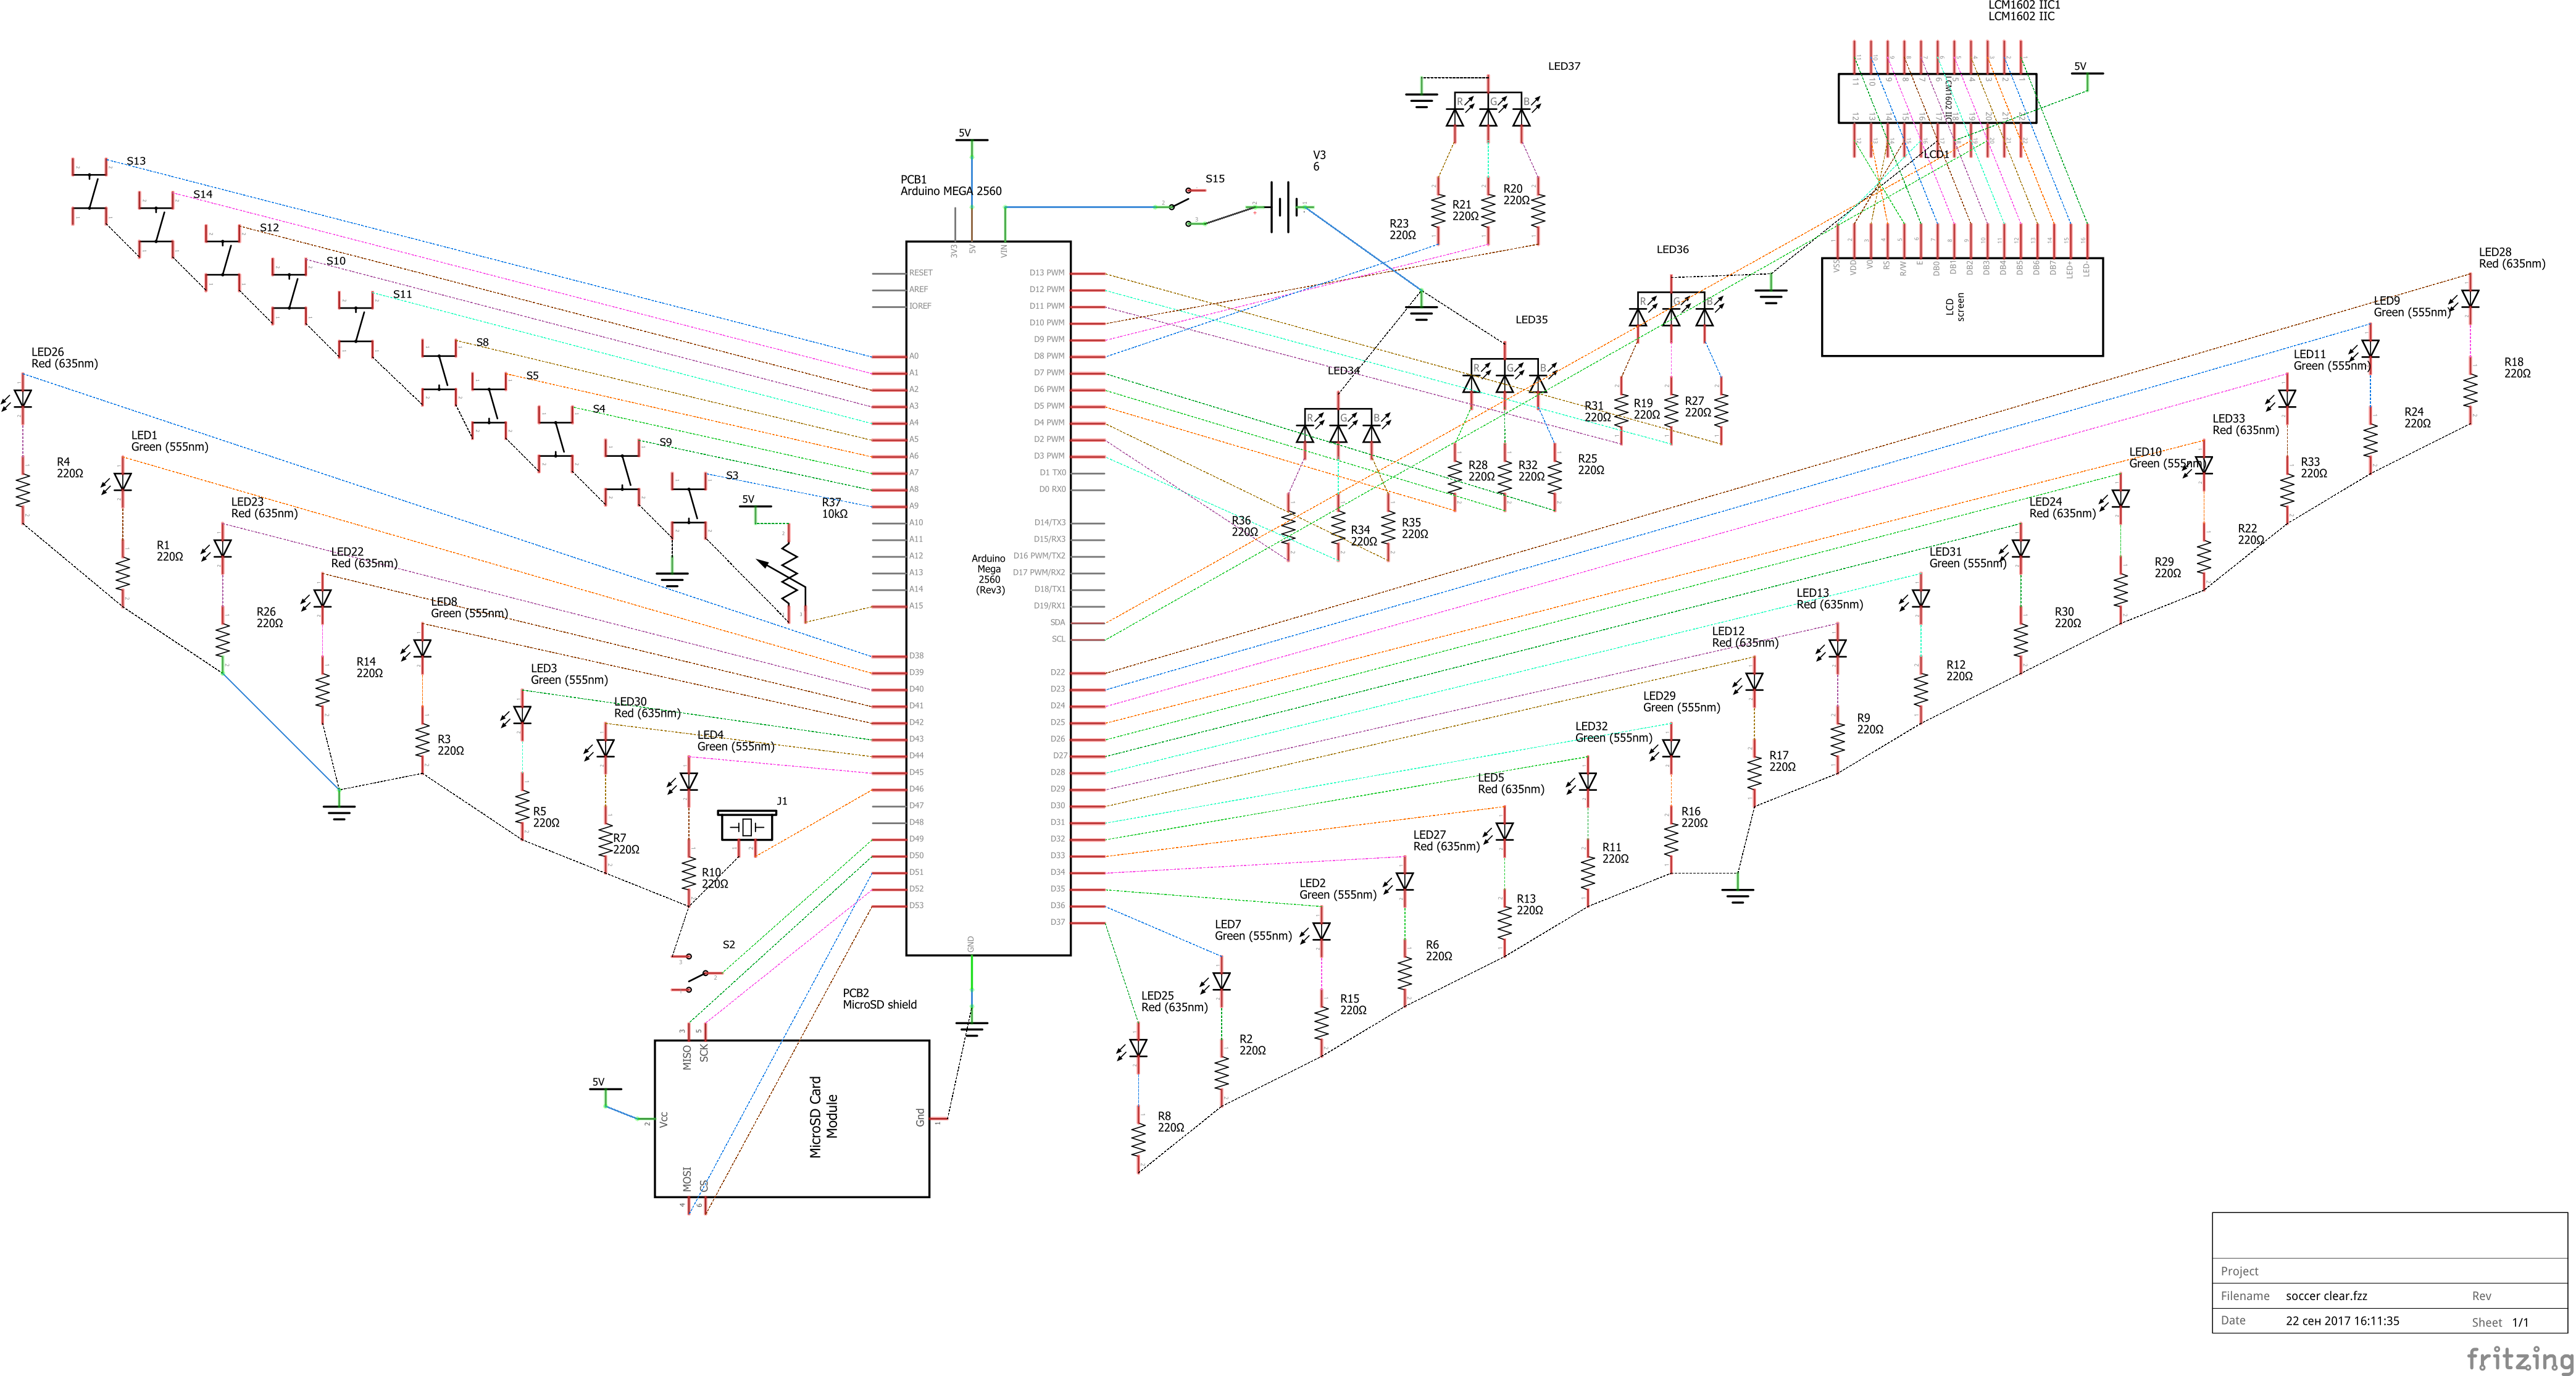 LCM1602 IIC1
LCM1602 IIC
LED37
5V
R
G
B
LCM1602 IIC
LCD1
5V
PCB1
Arduino MEGA 2560
V3
6
S15
S13
S14
S12
S10
S11
S8
S5
S4
S9
S3
R23
220Ω
R21
220Ω
R20
220Ω
LED36
R
G
B
LED35
R
G
B
LED34
R
G
B
R31
220Ω
R19
220Ω
R27
220Ω
R28
220Ω
R32
220Ω
R25
220Ω
R36
220Ω
R34
220Ω
R35
220Ω
VSS
VDD
V0
RS
R/W
E
DB0
DB1
DB2
DB3
DB4
DB5
DB6
DB7
LED+
LED-
LCD
screen
3V3
5V
VIN
RESET
AREF
IOREF
A0
A1
A2
A3
A4
A5
A6
A7
A8
A9
A10
A11
A12
A13
A14
A15
D38
D39
D40
D41
D42
D43
D44
D45
D46
D47
D48
D49
D50
D51
D52
D53
Arduino
Mega
2560
(Rev3)
D13 PWM
D12 PWM
D11 PWM
D10 PWM
D9 PWM
D8 PWM
D7 PWM
D6 PWM
D5 PWM
D4 PWM
D2 PWM
D3 PWM
D1 TX0
D0 RX0
D14/TX3
D15/RX3
D16 PWM/TX2
D17 PWM/RX2
D18/TX1
D19/RX1
SDA
SCL
D22
D23
D24
D25
D26
D27
D28
D29
D30
D31
D32
D33
D34
D35
D36
D37
GND
5V
R37
10kΩ
LED26
Red (635nm)
R4
220Ω
LED1
Green (555nm)
R1
220Ω
LED23
Red (635nm)
R26
220Ω
LED22
Red (635nm)
R14
220Ω
LED8
Green (555nm)
R3
220Ω
LED3
Green (555nm)
R5
220Ω
LED30
Red (635nm)
R7
220Ω
LED4
Green (555nm)
R10
220Ω
J1
S2
LED28
Red (635nm)
R18
220Ω
LED9
Green (555nm)
R24
220Ω
LED11
Green (555nm)
R33
220Ω
LED33
Red (635nm)
R22
220Ω
LED10
Green (555nm)
R29
220Ω
LED24
Red (635nm)
R30
220Ω
LED31
Green (555nm)
R12
220Ω
LED13
Red (635nm)
R9
220Ω
LED12
Red (635nm)
R17
220Ω
LED29
Green (555nm)
R16
220Ω
LED32
Green (555nm)
R11
220Ω
LED5
Red (635nm)
R13
220Ω
LED27
Red (635nm)
R6
220Ω
LED2
Green (555nm)
R15
220Ω
LED7
Green (555nm)
R2
220Ω
LED25
Red (635nm)
R8
220Ω
PCB2
MicroSD shield
5V
MISO
SCK
Vcc
MicroSD Card
Module
Gnd
MOSI
CS
Project
Filename soccer clear.fzz Rev
Date 22 сен 2017 16:11:35 Sheet 1/1
fritzing